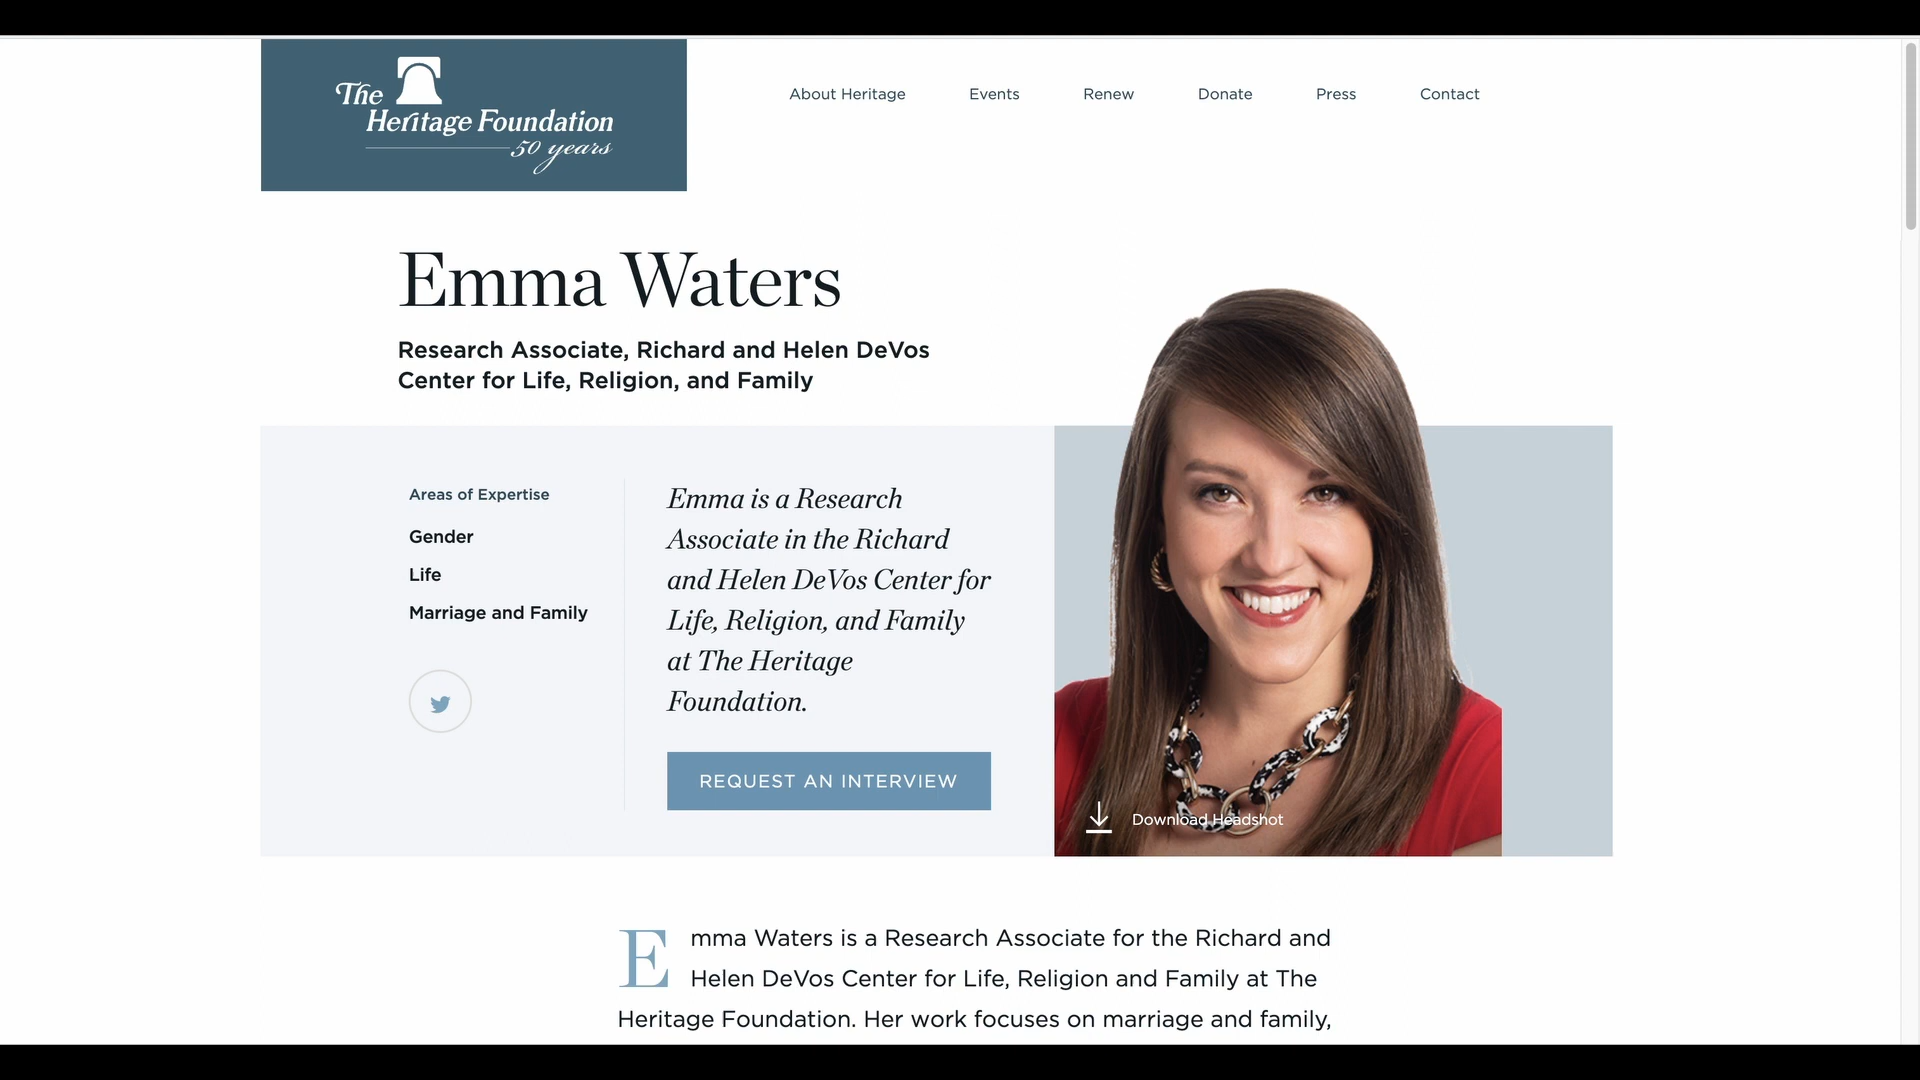 The
Heritage Foundation
50 years
About Heritage
Events
Renew
Donate
Press
Contact
Emma Waters
Research Associate, Richard and Helen DeVos
Center for Life, Religion, and Family
Areas of Expertise
Gender
Life
Marriage and Family
Emma is a Research
Associate in the Richard
and Helen DeVos Center for
Life, Religion, and Family
at The Heritage
Foundation.
REQUEST AN INTERVIEW
Download Headshot
Emma Waters is a Research Associate for the Richard and
Helen DeVos Center for Life, Religion and Family at The
Heritage Foundation. Her work focuses on marriage and family,